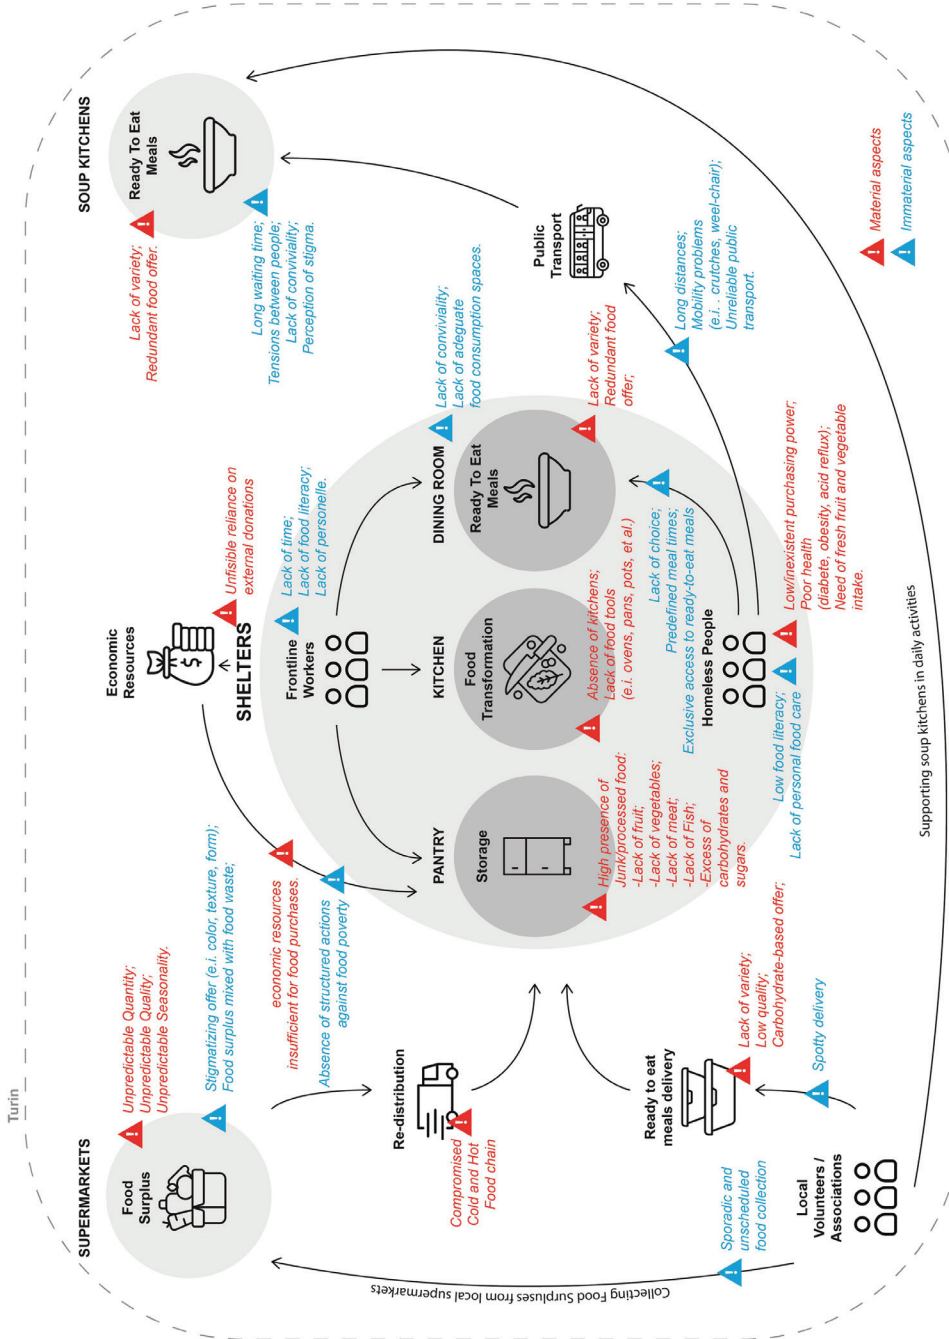 Turin
SUPERMARKETS
Food
Surplus
Unpredictable Quantity;
Unpredictable Quality;
Unpredictable Seasonality.
Stigmatizing offer (e.i. color, texture, form);
Food surplus mixed with food waste;
Economic
Resources
Unfisible reliance on
external donations
economic resources
insufficient for food purchases.
Absence of structured actions
against food poverty
SOUP KITCHENS
Ready To Eat
Meals
Lack of variety;
Redundant food offer.
Long waiting time;
Tensions between people;
Lack of conviviality;
Perception of stigma.
SHELTERS
Frontline
Workers
Lack of time;
Lack of food literacy;
Lack of personelle.
Re-distribution
Compromised
Cold and Hot
Food chain
PANTRY
Storage
High presence of
Junk/processed food:
-Lack of fruit;
-Lack of vegetables;
-Lack of meat;
-Lack of Fish;
Excess of
carbohydrates and
sugars.
KITCHEN
Food
Transformation
Absence of kitchens;
Lack of food tools
(e.i. ovens, pans, pots, et al.)
DINING ROOM
Ready To Eat
Meals
Lack of conviviality;
Lack of adeguate
food consumption spaces.
Lack of variety;
Redundant food
offer;
Lack of choice;
Predefined meal times;
Exclusive access to ready-to-eat meals
Homeless People
Low food literacy;
Lack of personal food care
Low/inexistent purchasing power;
Poor health
(diabete, obesity, acid reflux);
Need of fresh fruit and vegetable
intake.
Public
Transport
Long distances;
Mobility problems
(e.i. . crutches, weel-chair);
Unreliable public
transport.
Ready to eat
meals delivery
Lack of variety;
Low quality;
Carbohydrate-based offer;
Spotty delivery
Sporadic and
unscheduled
food collection
Local
Volunteers /
Associations
Collecting Food Surpluses from local supermarkets
Supporting soup kitchens in daily activities
Material aspects
Immaterial aspects